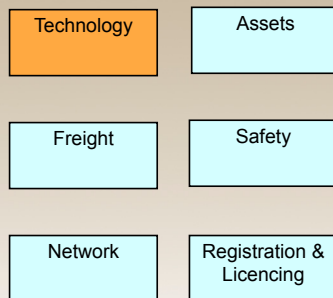 Technology
Assets
Freight
Safety
Network
Registration &
Licencing